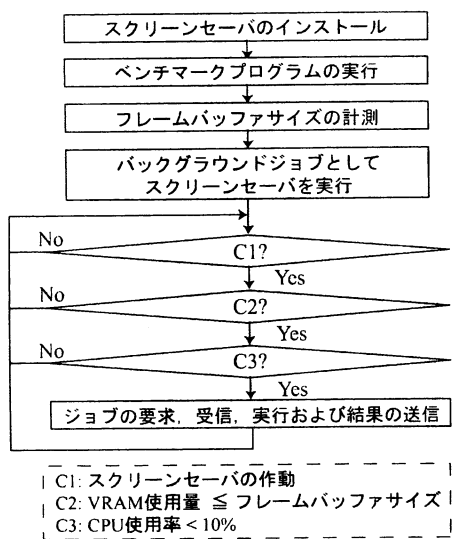 スクリーンセーバのインストール
ベンチマークプログラムの実行
フレームバッファサイズの計測
バックグラウンドジョブとして
スクリーンセーバを実行
No
C1?
Yes
No
C2?
Yes
No
C3?
Yes
ジョブの要求，受信，実行および結果の送信
C1: スクリーンセーバの作動
C2: VRAM使用量 ≦ フレームバッファサイズ
C3: CPU使用率 < 10%